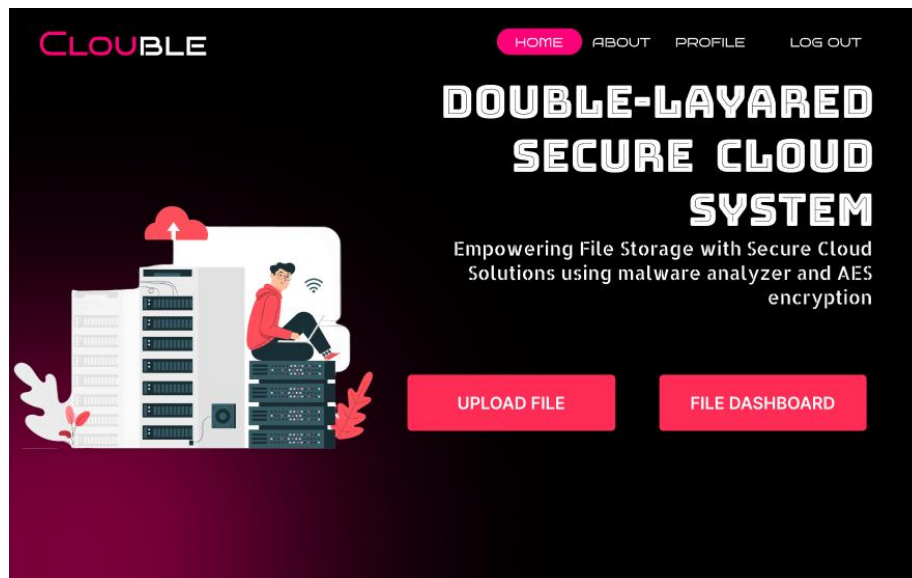 CLOUBLE
HOME ABOUT PROFILE LOG OUT
DOUBLE-LAYARED
SECURE CLOUD
SYSTEM
Empowering File Storage with Secure Cloud
Solutions using malware analyzer and AES
encryption
UPLOAD FILE FILE DASHBOARD